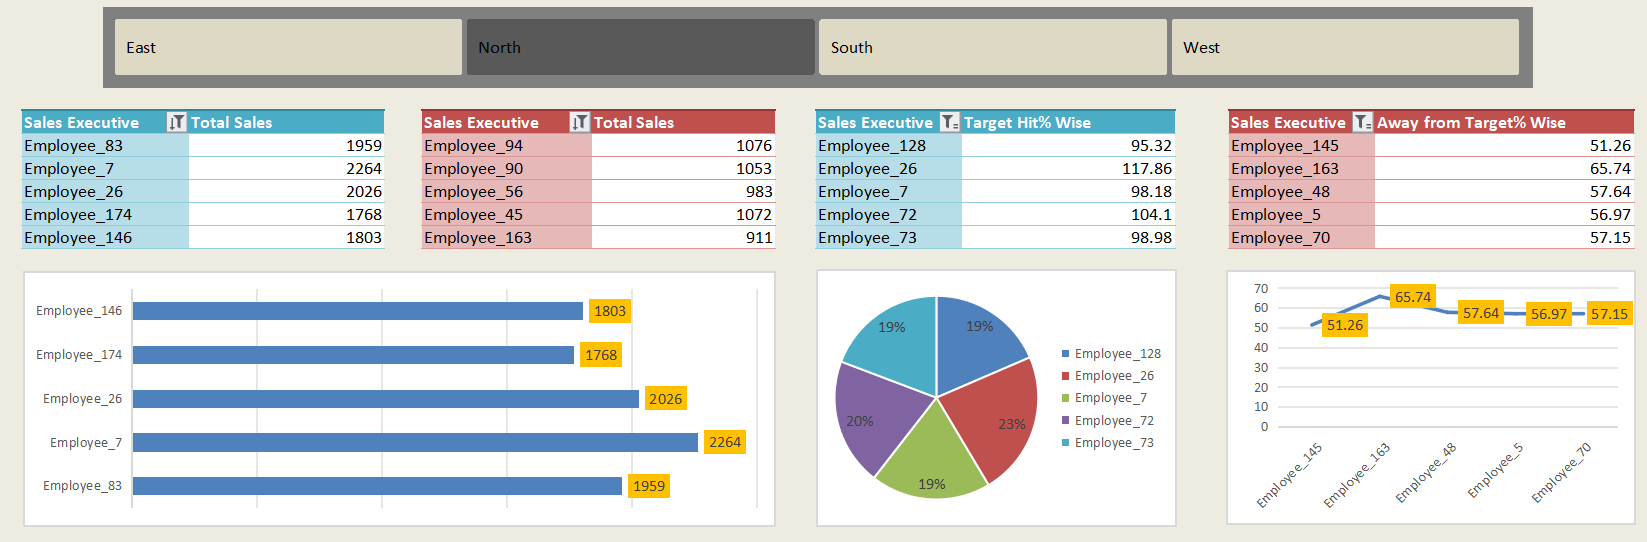 East North South West
Sales Executive Total Sales
Employee_83 1959
Employee_7 2264
Employee_26 2026
Employee_174 1768
Employee_146 1803
Sales Executive Total Sales
Employee_94 1076
Employee_90 1053
Employee_56 983
Employee_45 1072
Employee_163 911
Sales Executive Target Hit% Wise
Employee_128 95.32
Employee_26 117.86
Employee_7 98.18
Employee_72 104.1
Employee_73 98.98
Sales Executive Away from Target% Wise
Employee_145 51.26
Employee_163 65.74
Employee_48 57.64
Employee_5 56.97
Employee_70 57.15
Employee_146 1803
Employee_174 1768
Employee_26 2026
Employee_7 2264
Employee_83 1959
19% 19%
20% 23%
19%
Employee_128
Employee_26
Employee_7
Employee_72
Employee_73
70
60
50
40
30
20
10
0
51.26 65.74 57.64 56.97 57.15
Employee_145 Employee_163 Employee_48 Employee_5 Employee_70